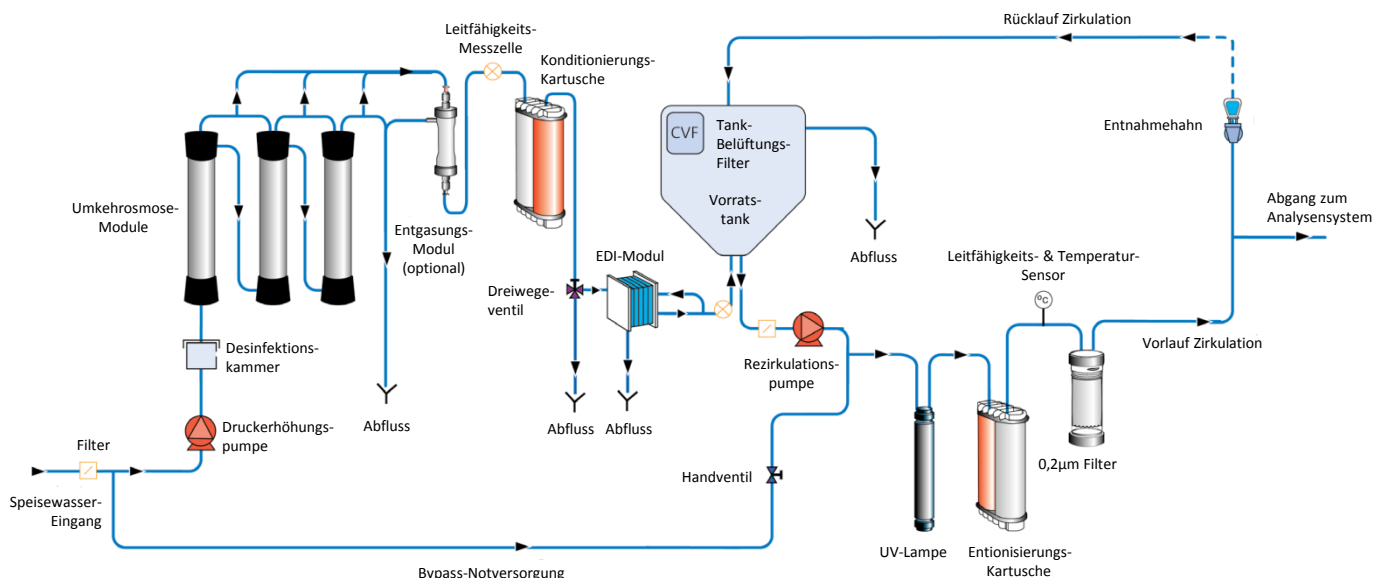 Rücklauf Zirkulation
Leitfähigkeits-
Messzelle
Konditionierungs-
Kartusche
CVF
Tank-
Belüftungs-
Filter
Entnahmehahn
Umkehrosmose-
Module
Vorrats-
tank
Abgang zum
Analysensystem
Entgasungs-
Modul
(optional)
EDI-Modul
Abfluss
Leitfähigkeits- & Temperatur-
Sensor
Dreiwege-
ventil
°C
Desinfektions-
kammer
Rezirkulations-
pumpe
Vorlauf Zirkulation
Druckerhöhungs-
pumpe
Abfluss
Abfluss
Abfluss
Filter
Handventil
0,2µm Filter
Speisewasser-
Eingang
UV-Lampe
Entionisierungs-
Kartusche
Bypass-Notversorgung